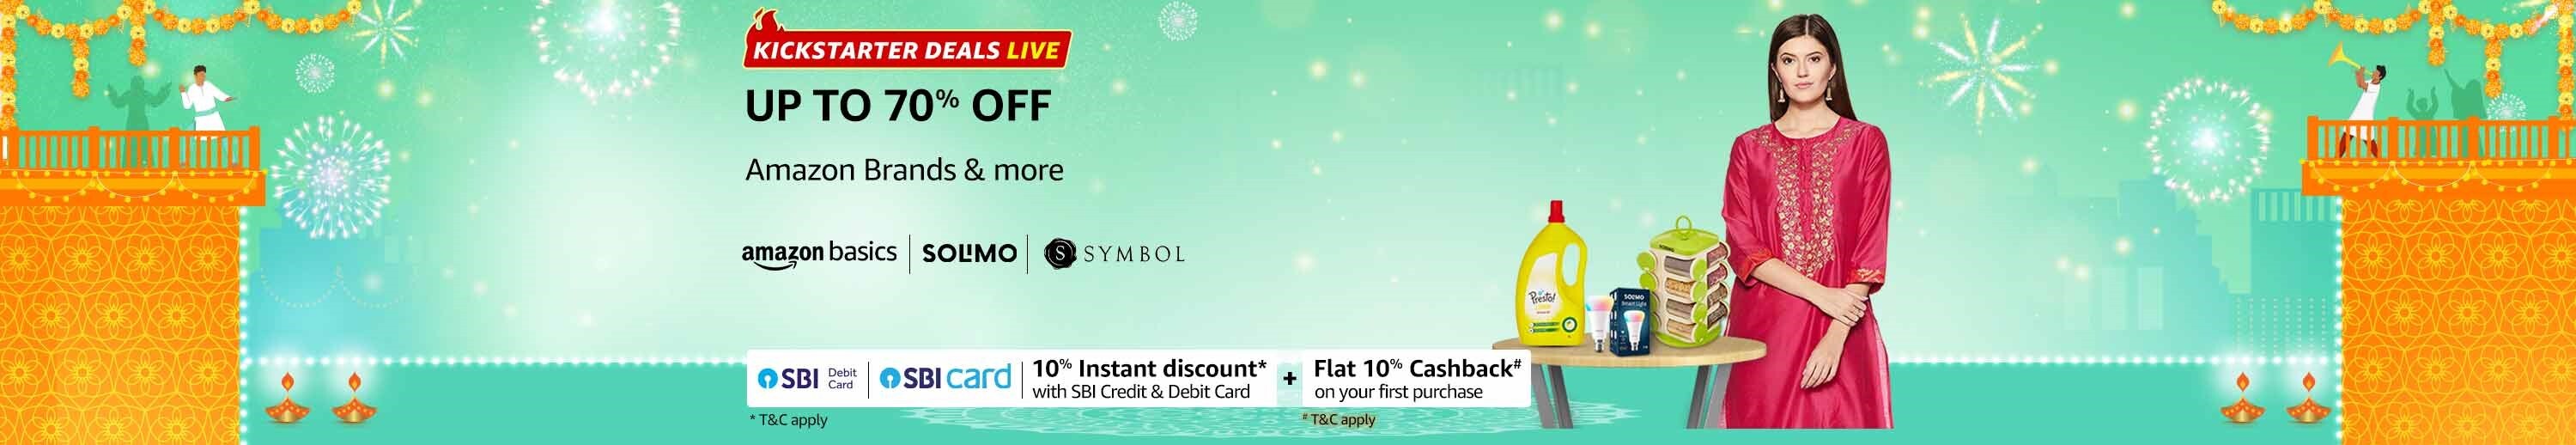 KICKSTARTER DEALS LIVE
UP TO 70% OFF
Amazon Brands & more
amazon basics | SOLIMO | S SYMBOL
Presto!
SOLIMO
SBI Debit Card | SBI card | 10% Instant discount*
with SBI Credit & Debit Card
+
Flat 10% Cashback#
on your first purchase
* T&C apply
# T&C apply